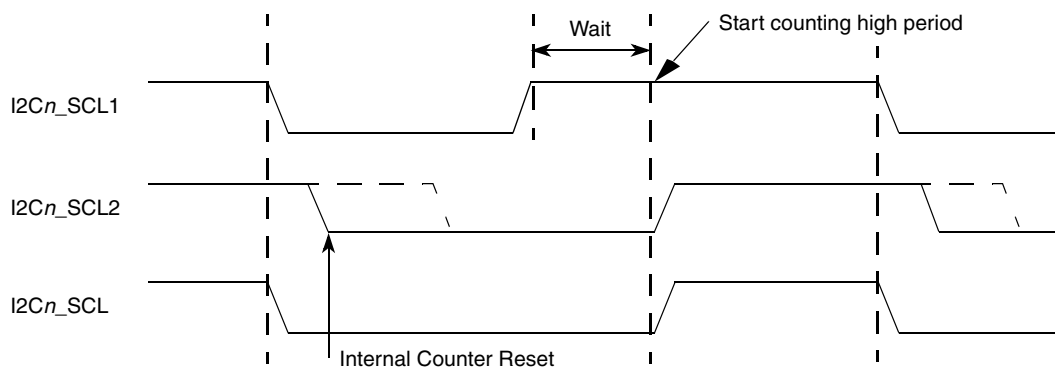 Wait
Start counting high period
I2Cn_SCL1
I2Cn_SCL2
I2Cn_SCL
Internal Counter Reset